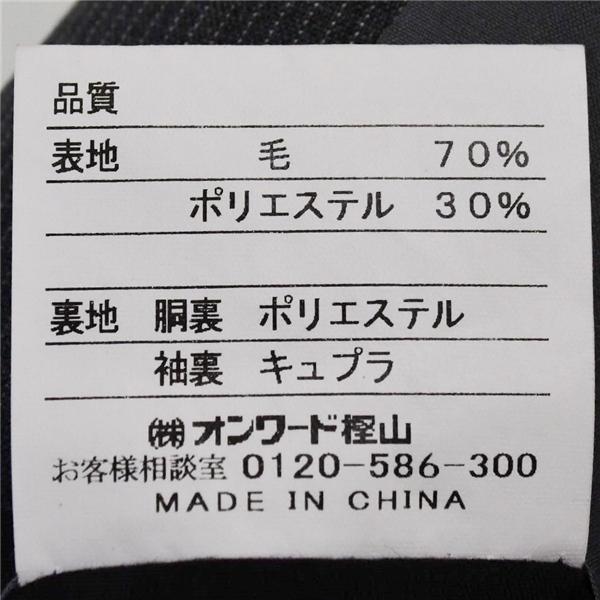 品質
表地 毛 70%
ポリエステル 30%
裏地 胴裏 ポリエステル
袖裏 キュプラ
㈱オンワード樫山
お客様相談室 0120-586-300
MADE IN CHINA